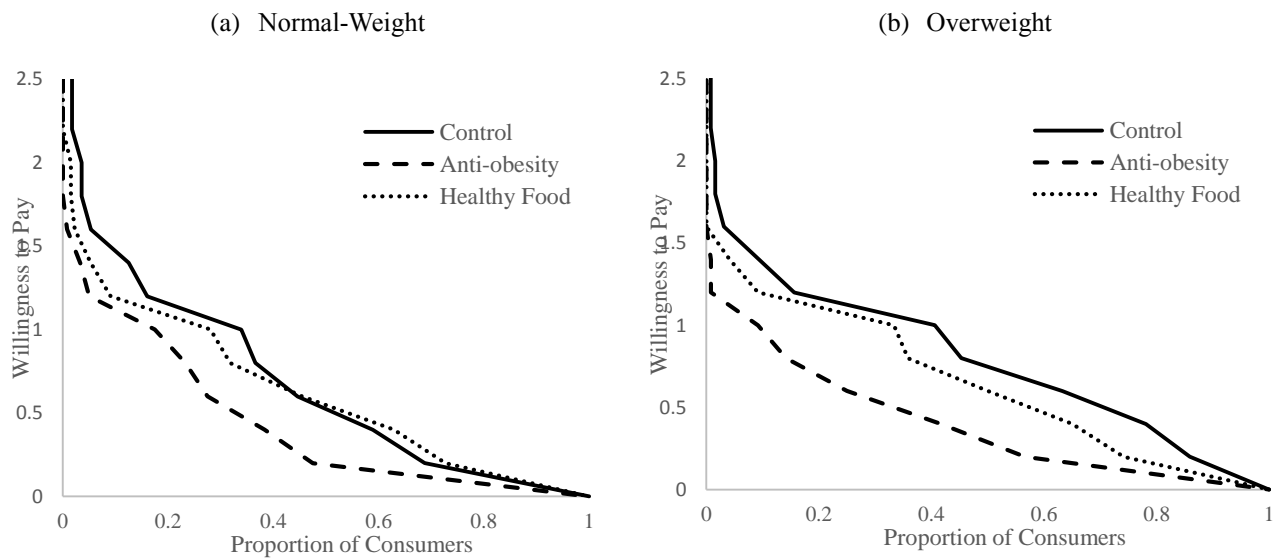 (a) Normal-Weight
2.5
2
1.5
1
0.5
0
Willingness to Pay
Control
Anti-obesity
Healthy Food
0 0.2 0.4 0.6 0.8 1
Proportion of Consumers
(b) Overweight
2.5
2
1.5
1
0.5
0
Willingness to Pay
Control
Anti-obesity
Healthy Food
0 0.2 0.4 0.6 0.8 1
Proportion of Consumers